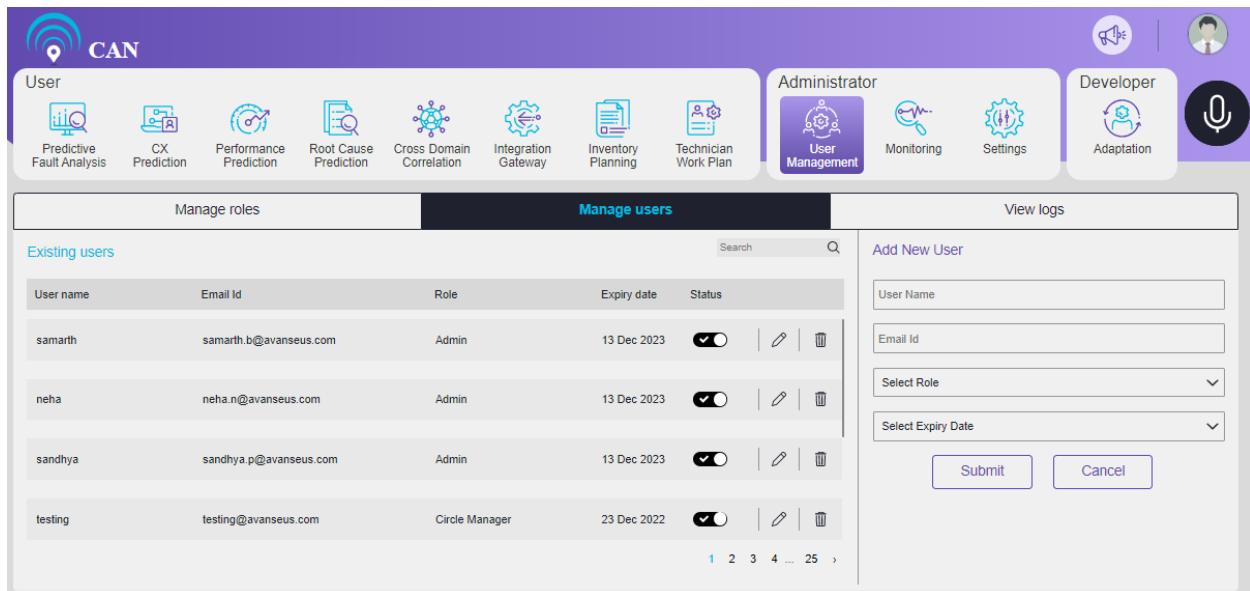 CAN
User
Administrator
Developer
Predictive
Fault Analysis
CX
Prediction
Performance
Prediction
Root Cause
Prediction
Cross Domain
Correlation
Integration
Gateway
Inventory
Planning
Technician
Work Plan
User
Management
Monitoring
Settings
Adaptation
Manage roles
Manage users
View logs
Existing users
Search
User name Email Id Role Expiry date Status
samarth samarth.b@avanseus.com Admin 13 Dec 2023
neha neha.n@avanseus.com Admin 13 Dec 2023
sandhya sandhya.p@avanseus.com Admin 13 Dec 2023
testing testing@avanseus.com Circle Manager 23 Dec 2022
1 2 3 4 ... 25 ›
Add New User
User Name
Email Id
Select Role
Select Expiry Date
Submit Cancel